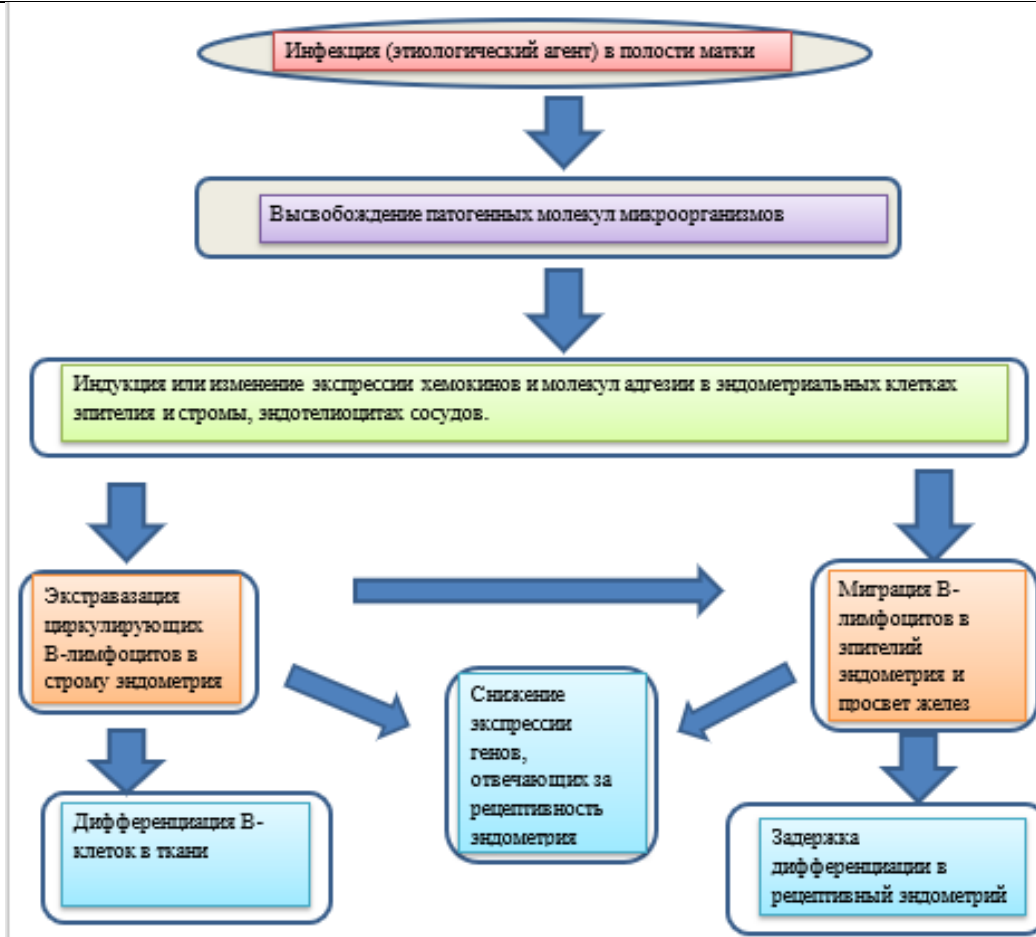 Инфекция (этиологический агент) в полости матки
Высвобождение патогенных молекул микроорганизмов
Индукция или изменение экспрессии хемокинов и молекул адгезии в эндометриальных клетках
эпителия и стромы, эндотелиоцитах сосудов.
Экстравазация
циркулирующих
В-лимфоцитов в
строму эндометрия
Миграция В-
лимфоцитов в
эпителий
эндометрия и
просвет желез
Снижение
экспрессии
генов,
отвечающих за
рецептивность
эндометрия
Дифференциация В-
клеток в ткани
Задержка
дифференциации в
рецептивный эндометрий